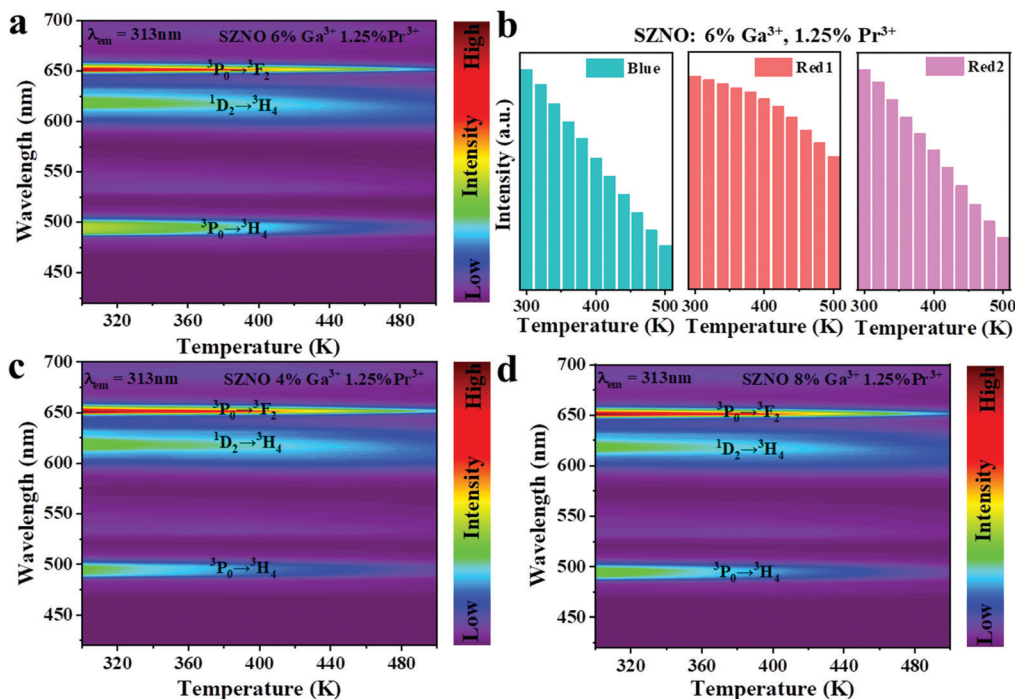 a
λem = 313nm SZNO 6% Ga³⁺ 1.25%Pr³⁺
³P₀→³F₂
¹D₂→³H₄
³P₀→³H₄
700
650
600
550
500
450
Wavelength (nm)
320 360 400 440 480
Temperature (K)
High
Intensity
Low
b
SZNO: 6% Ga³⁺, 1.25% Pr³⁺
Blue
Red1
Red2
Intensity (a.u.)
300 400 500
300 400 500
300 400 500
Temperature (K)
Temperature (K)
Temperature (K)
c
λem = 313nm SZNO 4% Ga³⁺ 1.25%Pr³⁺
³P₀→³F₂
¹D₂→³H₄
³P₀→³H₄
700
650
600
550
500
450
Wavelength (nm)
320 360 400 440 480
Temperature (K)
High
Intensity
Low
d
λem = 313nm SZNO 8% Ga³⁺ 1.25%Pr³⁺
³P₀→³F₂
¹D₂→³H₄
³P₀→³H₄
700
650
600
550
500
450
Wavelength (nm)
320 360 400 440 480
Temperature (K)
High
Intensity
Low